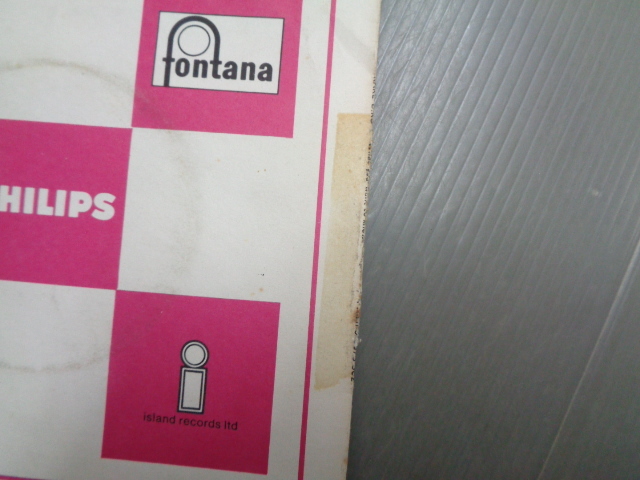 fontana
HILIPS
island records ltd